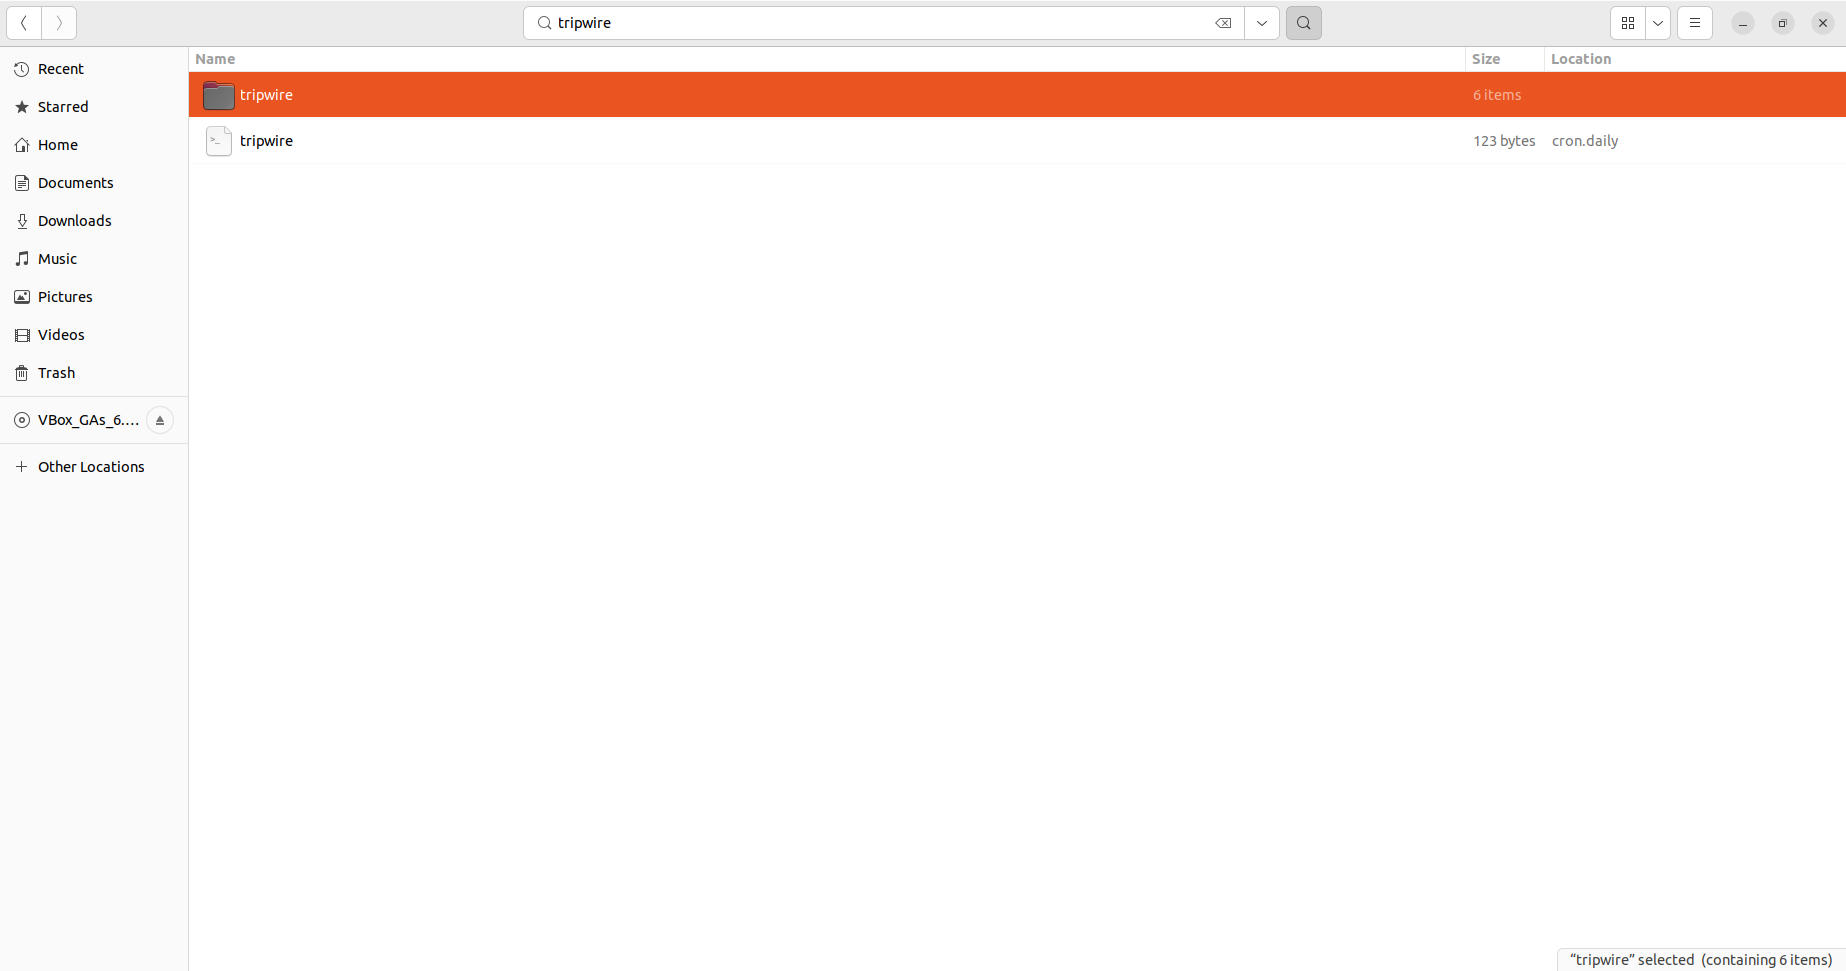 tripwire
Name Size Location
tripwire 6 items
tripwire 123 bytes cron.daily
Recent
Starred
Home
Documents
Downloads
Music
Pictures
Videos
Trash
VBox_GAs_6....
Other Locations
“tripwire” selected (containing 6 items)